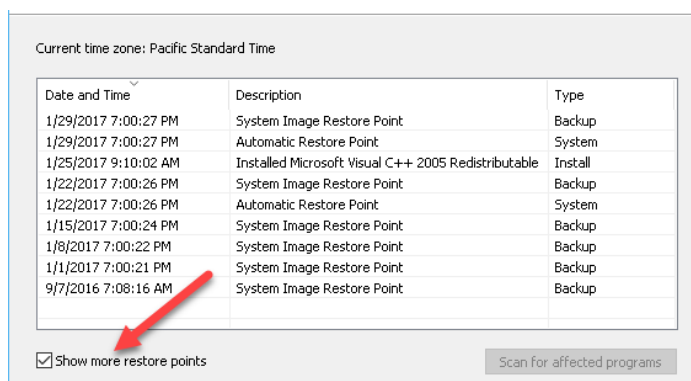 Current time zone: Pacific Standard Time
Date and Time Description Type
1/29/2017 7:00:27 PM System Image Restore Point Backup
1/29/2017 7:00:27 PM Automatic Restore Point System
1/25/2017 9:10:02 AM Installed Microsoft Visual C++ 2005 Redistributable Install
1/22/2017 7:00:26 PM System Image Restore Point Backup
1/22/2017 7:00:26 PM Automatic Restore Point System
1/15/2017 7:00:24 PM System Image Restore Point Backup
1/8/2017 7:00:22 PM System Image Restore Point Backup
1/1/2017 7:00:21 PM System Image Restore Point Backup
9/7/2016 7:08:16 AM System Image Restore Point Backup
Show more restore points Scan for affected programs